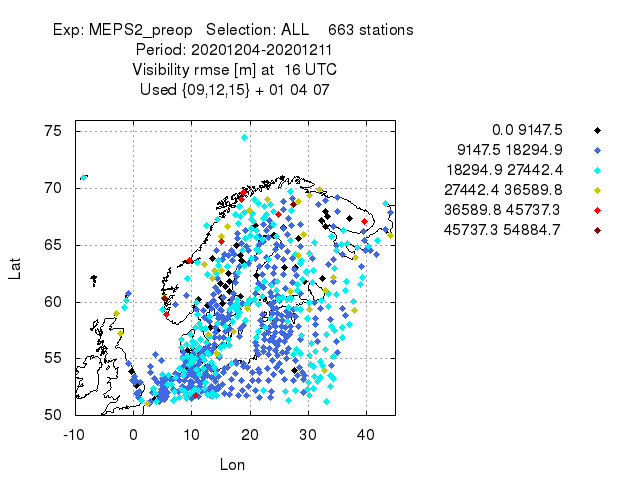 Exp: MEPS2_preop Selection: ALL 663 stations
Period: 20201204-20201211
Visibility rmse [m] at 16 UTC
Used {09,12,15} + 01 04 07
0.0 9147.5
9147.5 18294.9
18294.9 27442.4
27442.4 36589.8
36589.8 45737.3
45737.3 54884.7
75
70
65
60
55
50
Lat
-10 0 10 20 30 40
Lon